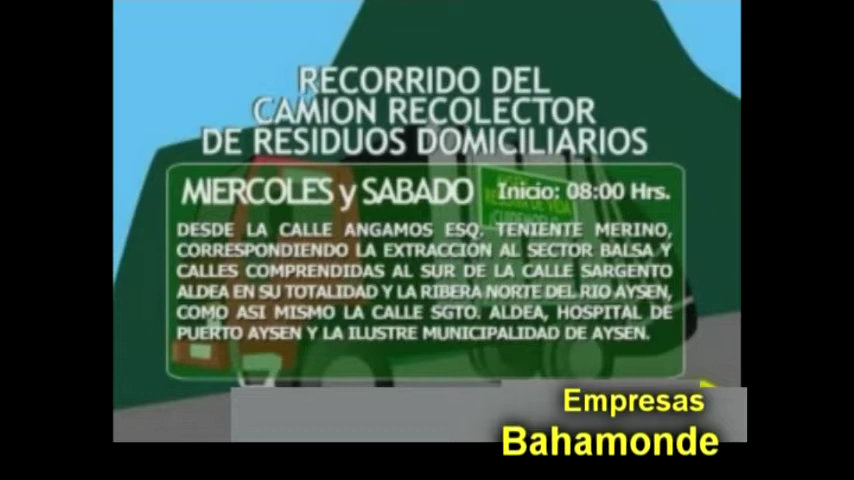 RECORRIDO DEL
CAMION RECOLECTOR
DE RESIDUOS DOMICILIARIOS
MIERCOLES y SABADO Inicio: 08:00 Hrs.
DESDE LA CALLE ANGAMOS ESQ. TENIENTE MERINO,
CORRESPONDIENDO LA EXTRACCIÓN AL SECTOR BALSA Y
CALLES COMPRENDIDAS AL SUR DE LA CALLE SARGENTO
ALDEA EN SU TOTALIDAD Y LA RIBERA NORTE DEL RIO AYSEN,
COMO ASI MISMO LA CALLE SGTO. ALDEA, HOSPITAL DE
PUERTO AYSEN Y LA ILUSTRE MUNICIPALIDAD DE AYSEN.
Empresas
Bahamonde